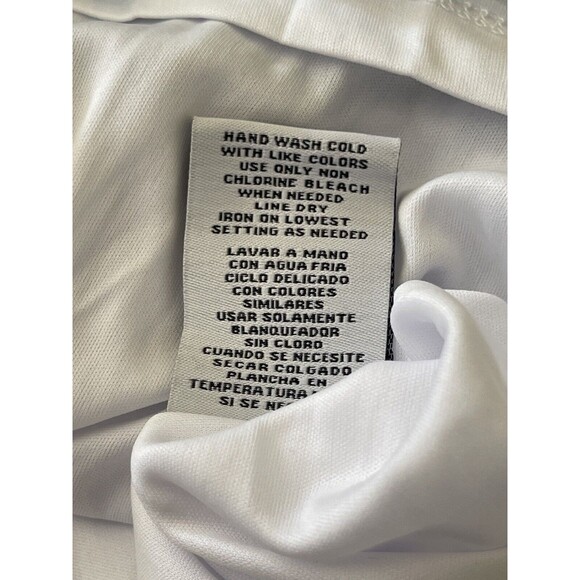 HAND WASH COLD
WITH LIKE COLORS
USE ONLY NON
CHLORINE BLEACH
WHEN NEEDED
LINE DRY
IRON ON LOWEST
SETTING AS NEEDED
LAVAR A MANO
CON AGUA FRIA
CICLO DELICADO
CON COLORES
SIMILARES
USAR SOLAMENTE
BLANQUEADOR
SIN CLORO
CUANDO SE NECESITE
SECAR COLGADO
PLANCHA EN
TEMPERATURA
SI SE